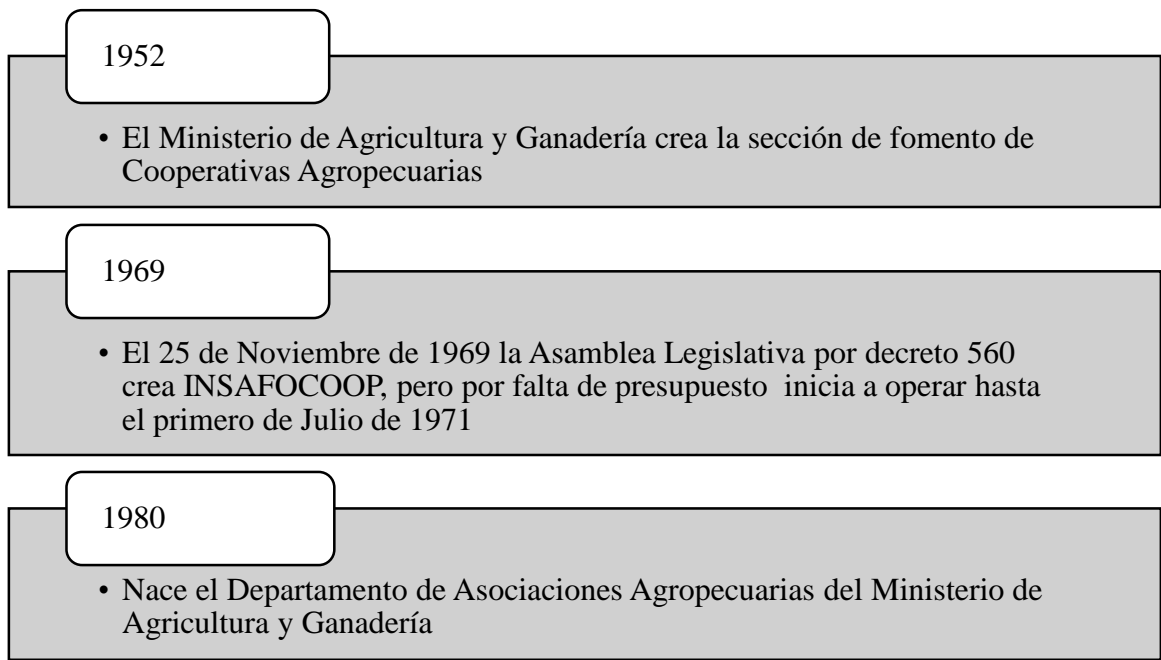 1952
• El Ministerio de Agricultura y Ganadería crea la sección de fomento de
Cooperativas Agropecuarias
1969
• El 25 de Noviembre de 1969 la Asamblea Legislativa por decreto 560
crea INSAFOCOOP, pero por falta de presupuesto  inicia a operar hasta
el primero de Julio de 1971
1980
• Nace el Departamento de Asociaciones Agropecuarias del Ministerio de
Agricultura y Ganadería